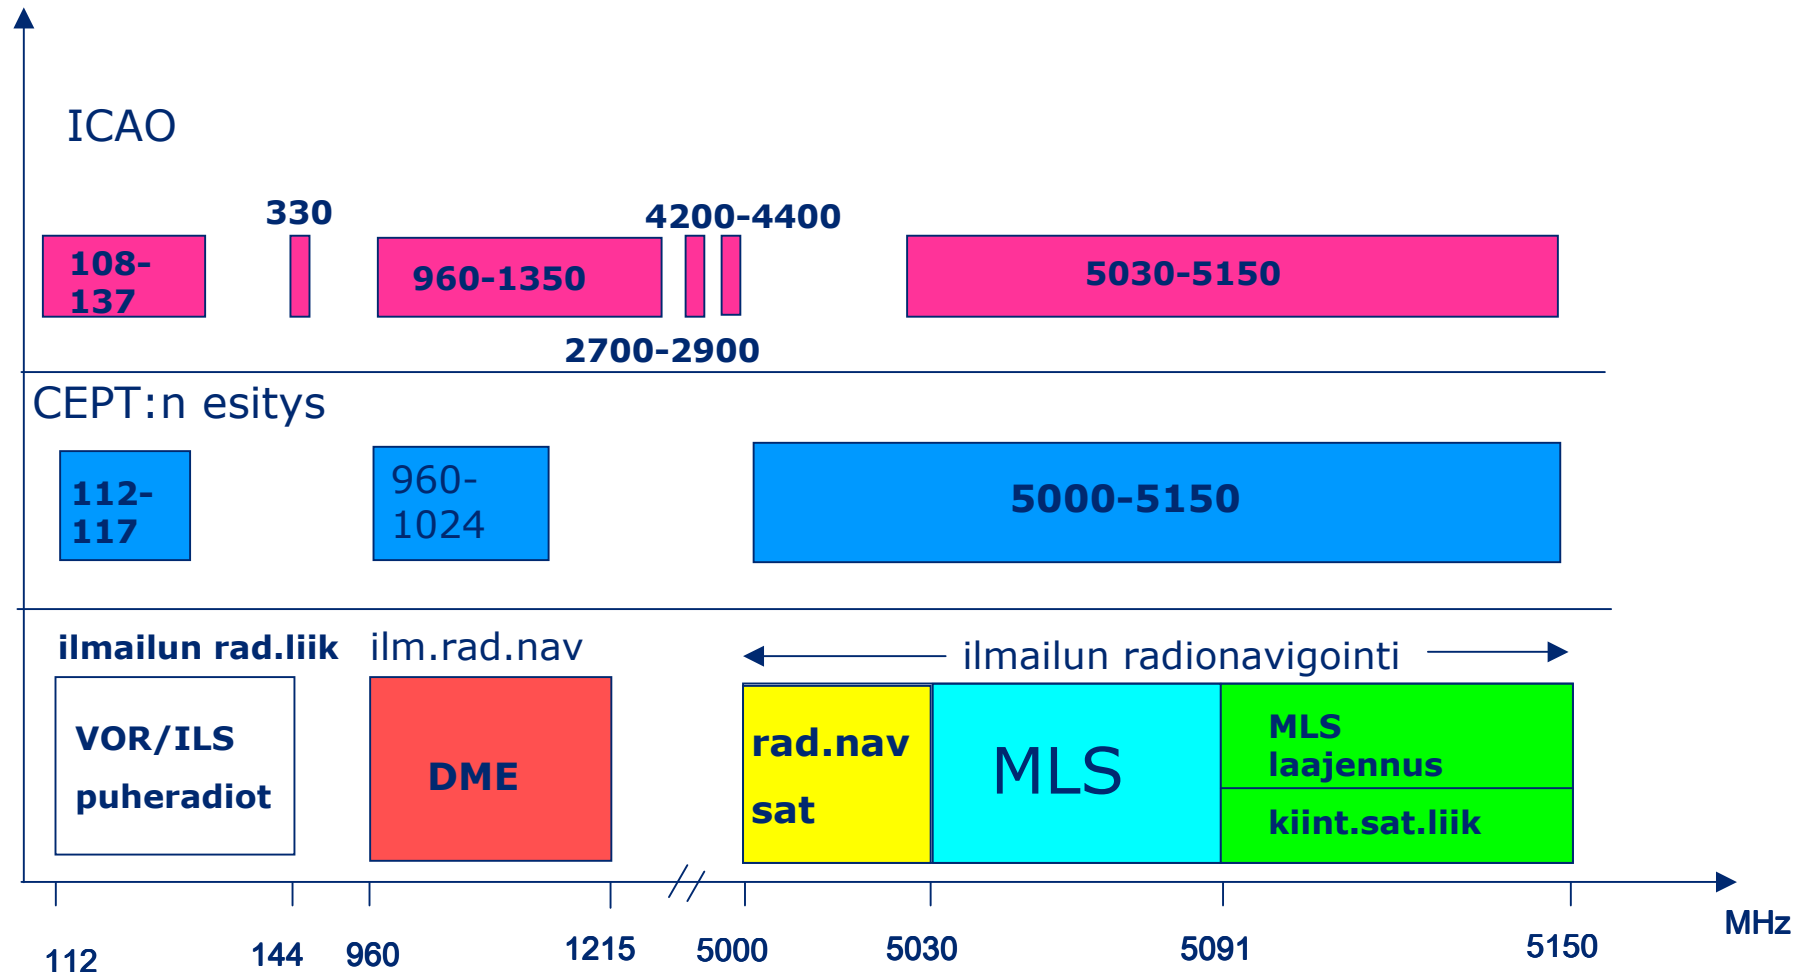 ICAO
330
4200-4400
108-
137
960-1350
5030-5150
2700-2900
CEPT:n esitys
112-
117
960-
1024
5000-5150
ilmailun rad.liik
ilm.rad.nav
ilmailun radionavigointi
VOR/ILS
puheradiot
DME
rad.nav
sat
MLS
MLS
laajennus
kiint.sat.liik
MHz
112
144
960
1215
5000
5030
5091
5150